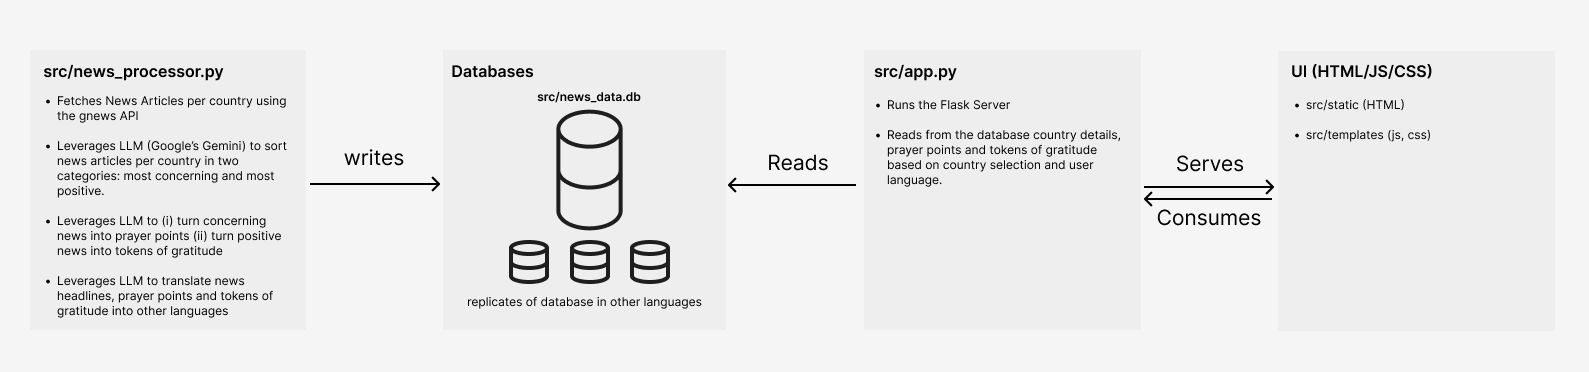 src/news_processor.py
• Fetches News Articles per country using
the gnews API
• Leverages LLM (Google’s Gemini) to sort
news articles per country in two
categories: most concerning and most
positive.
• Leverages LLM to (i) turn concerning
news into prayer points (ii) turn positive
news into tokens of gratitude
• Leverages LLM to translate news
headlines, prayer points and tokens of
gratitude into other languages
writes
Databases
src/news_data.db
replicates of database in other languages
Reads
src/app.py
• Runs the Flask Server
• Reads from the database country details,
prayer points and tokens of gratitude
based on country selection and user
language.
Serves
Consumes
UI (HTML/JS/CSS)
• src/static (HTML)
• src/templates (js, css)